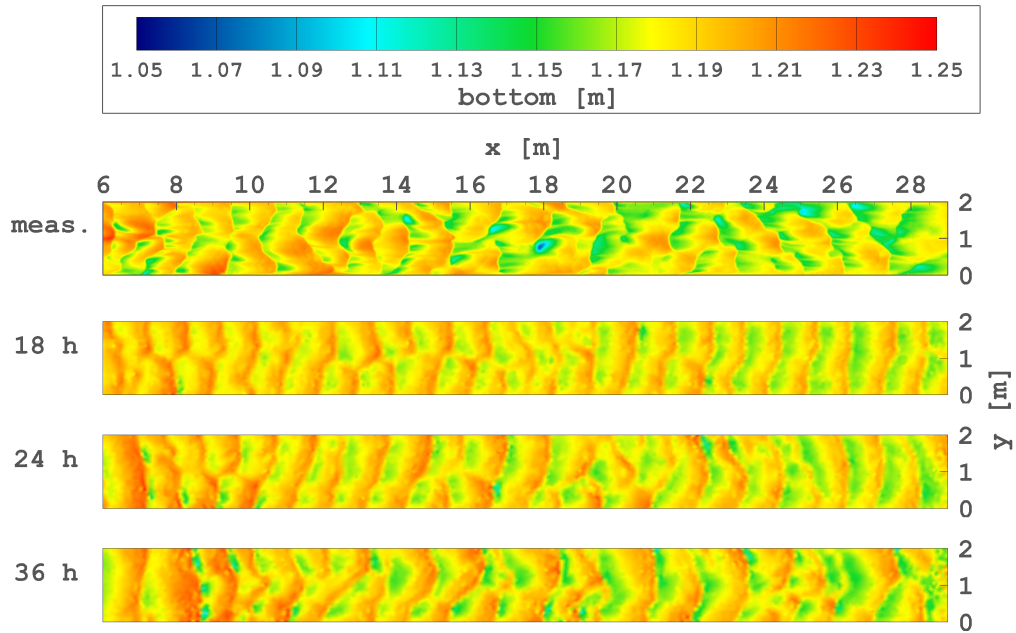 1.05 1.07 1.09 1.11 1.13 1.15 1.17 1.19 1.21 1.23 1.25
bottom [m]
x [m]
6 8 10 12 14 16 18 20 22 24 26 28
meas. 2
1
0
18 h 2
1
0
24 h 2
1
0
36 h 2
1
0
y [m]